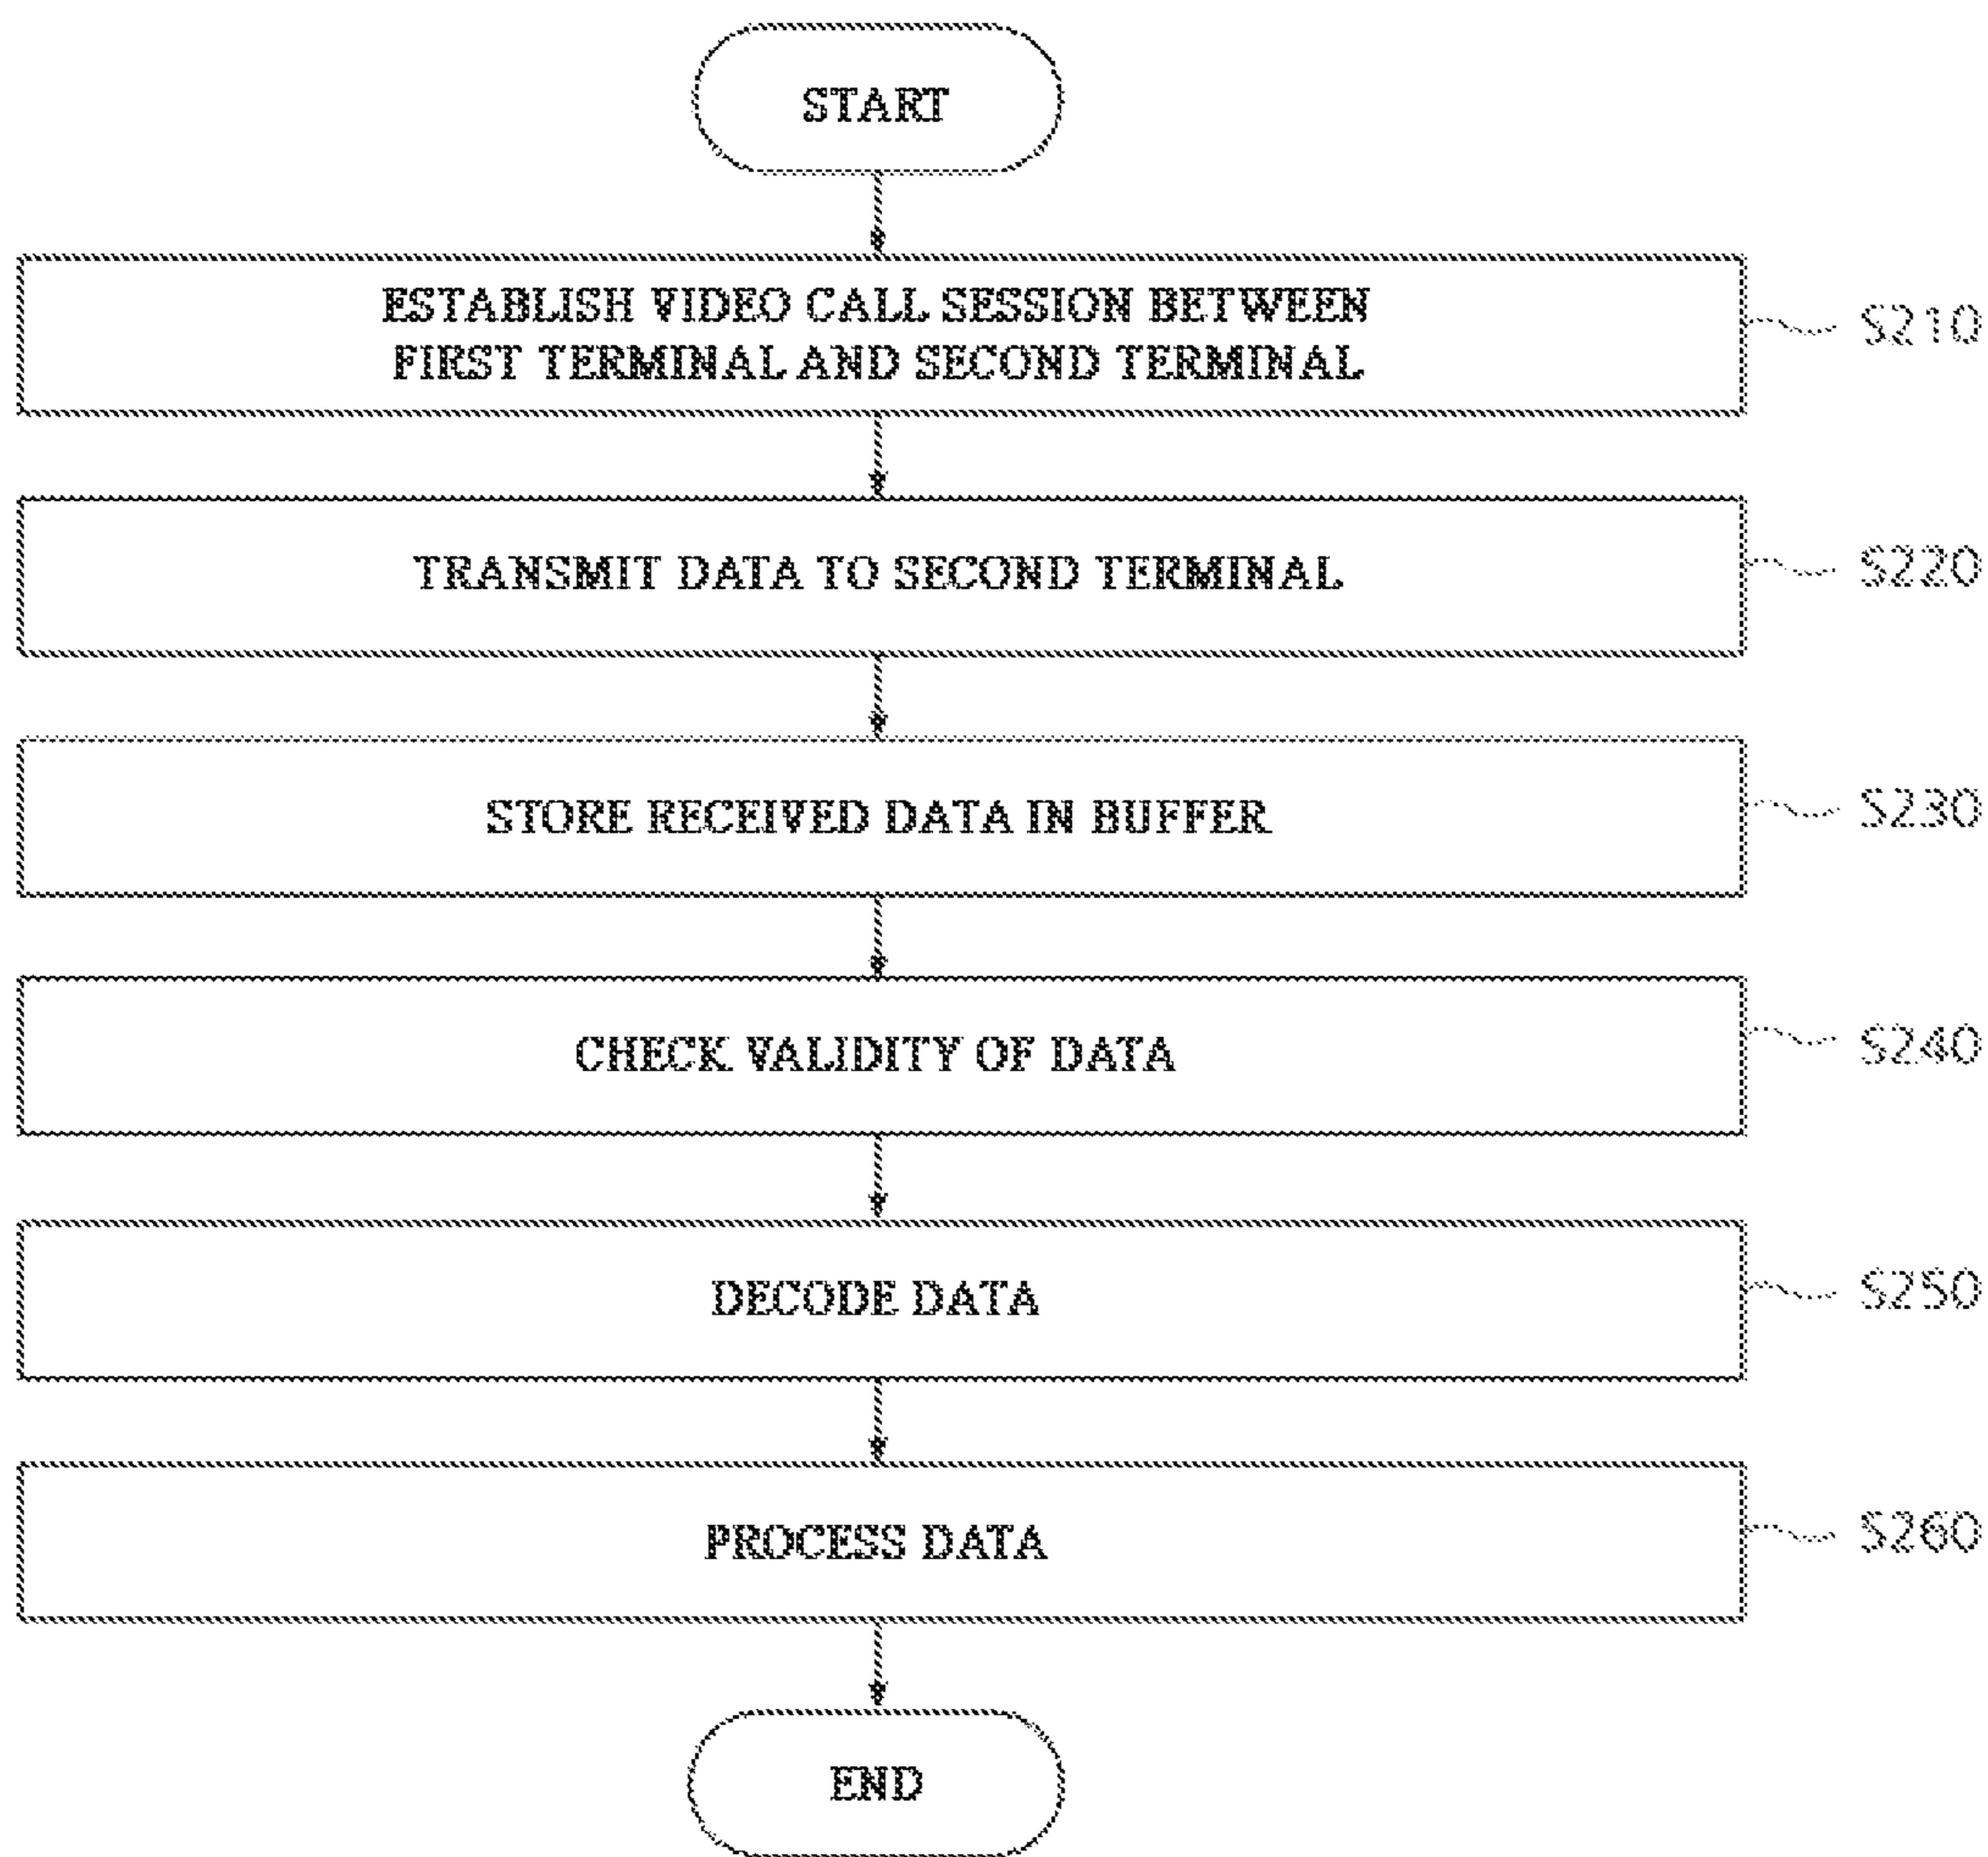 START
ESTABLISH VIDEO CALL SESSION BETWEEN
FIRST TERMINAL AND SECOND TERMINAL
S210
TRANSMIT DATA TO SECOND TERMINAL
S220
STORE RECEIVED DATA IN BUFFER
S230
CHECK VALIDITY OF DATA
S240
DECODE DATA
S250
PROCESS DATA
S260
END